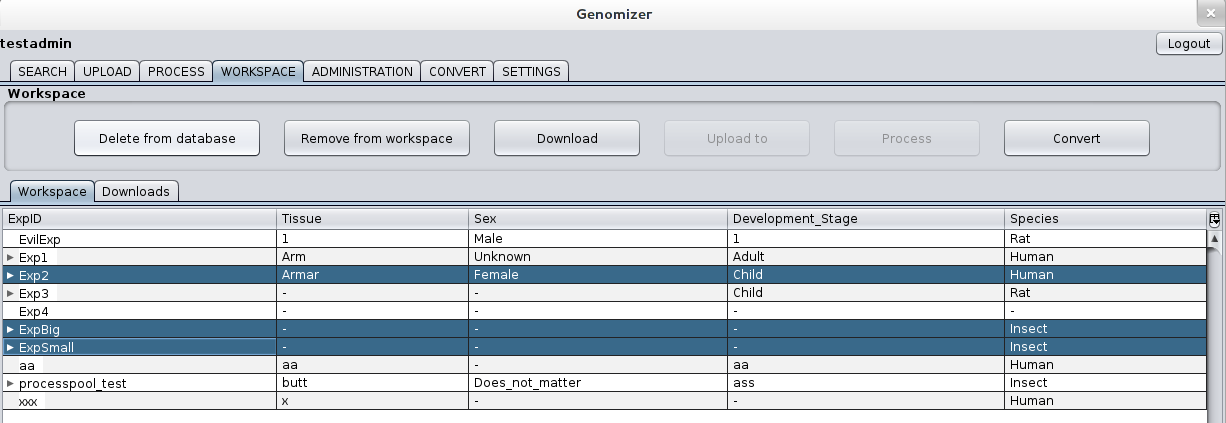 Genomizer
testadmin
Logout
SEARCH UPLOAD PROCESS WORKSPACE ADMINISTRATION CONVERT SETTINGS
Workspace
Delete from database Remove from workspace Download Upload to Process Convert
Workspace Downloads
ExpID Tissue Sex Development_Stage Species
EvilExp 1 Male 1 Rat
Exp1 Arm Unknown Adult Human
Exp2 Armar Female Child Human
Exp3 - - Child Rat
Exp4 - - - -
ExpBig - - - Insect
ExpSmall - - - Insect
aa aa - aa Human
processpool_test butt Does_not_matter ass Insect
xxx x - - Human